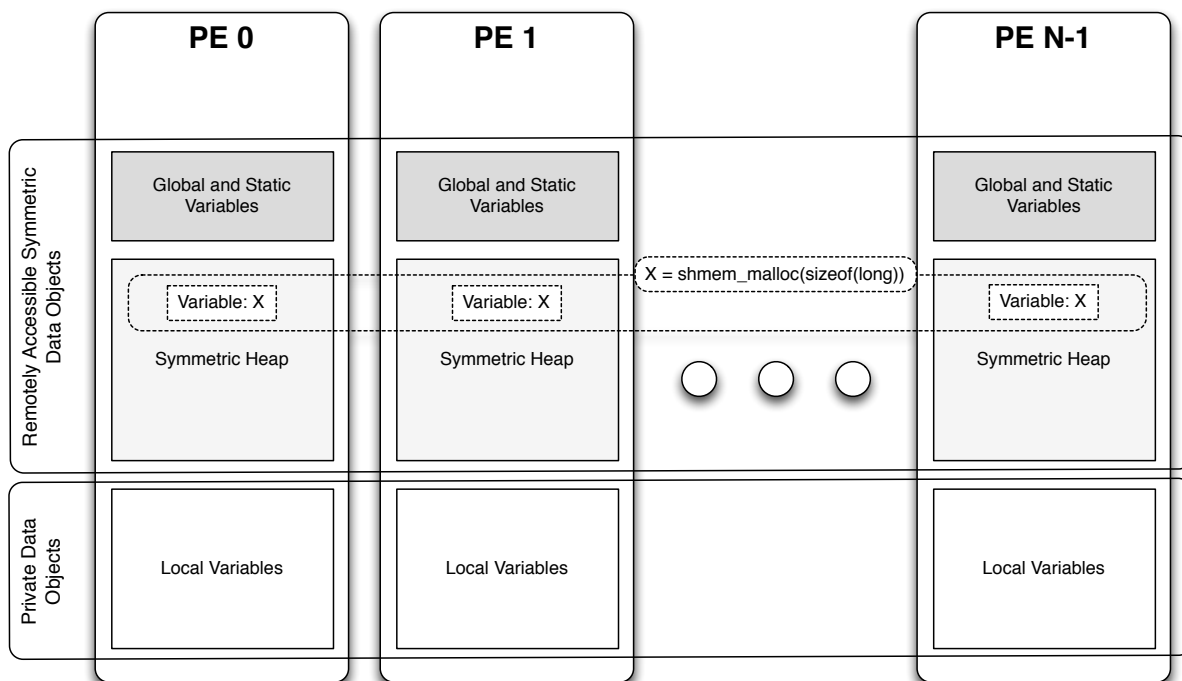 PE 0
PE 1
PE N-1
Remotely Accessible Symmetric
Data Objects
Global and Static
Variables
Global and Static
Variables
Global and Static
Variables
X = shmem_malloc(sizeof(long))
Variable: X
Variable: X
Variable: X
Symmetric Heap
Symmetric Heap
Symmetric Heap
Private Data
Objects
Local Variables
Local Variables
Local Variables